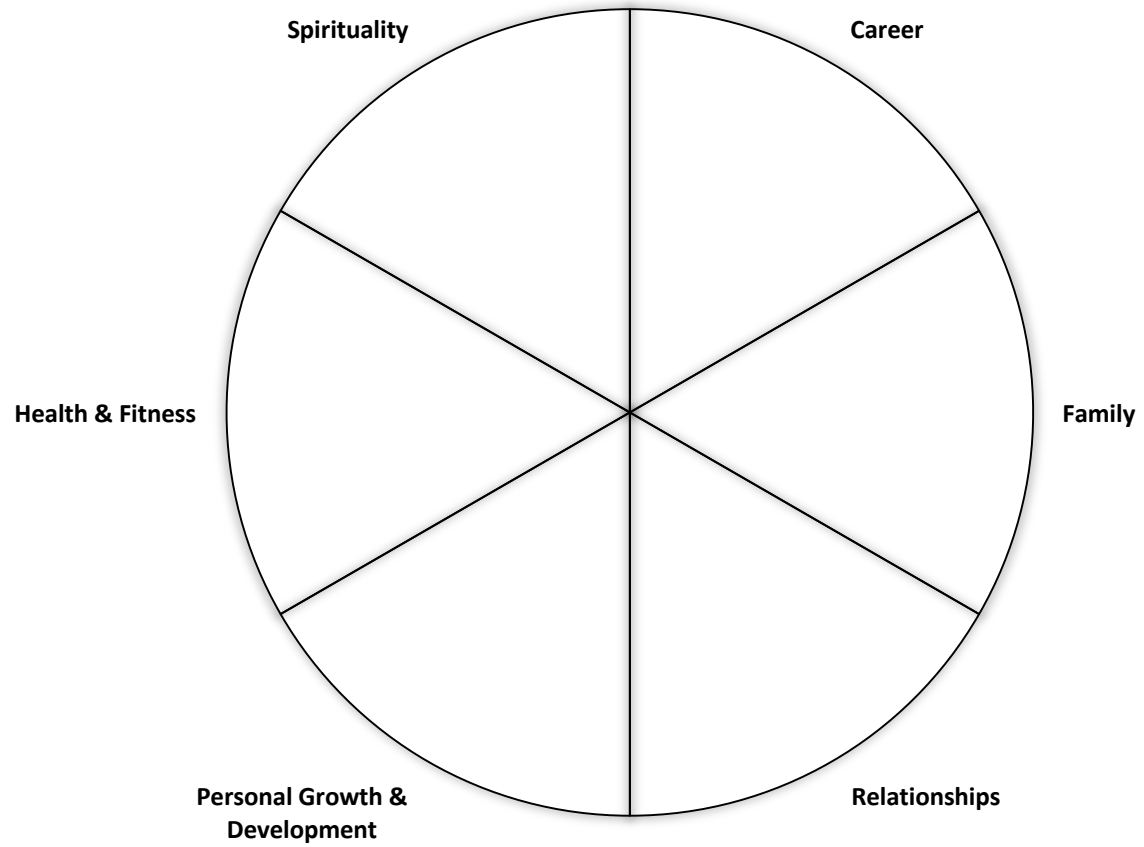 Spirituality
Career
Health & Fitness
Family
Personal Growth &
Development
Relationships